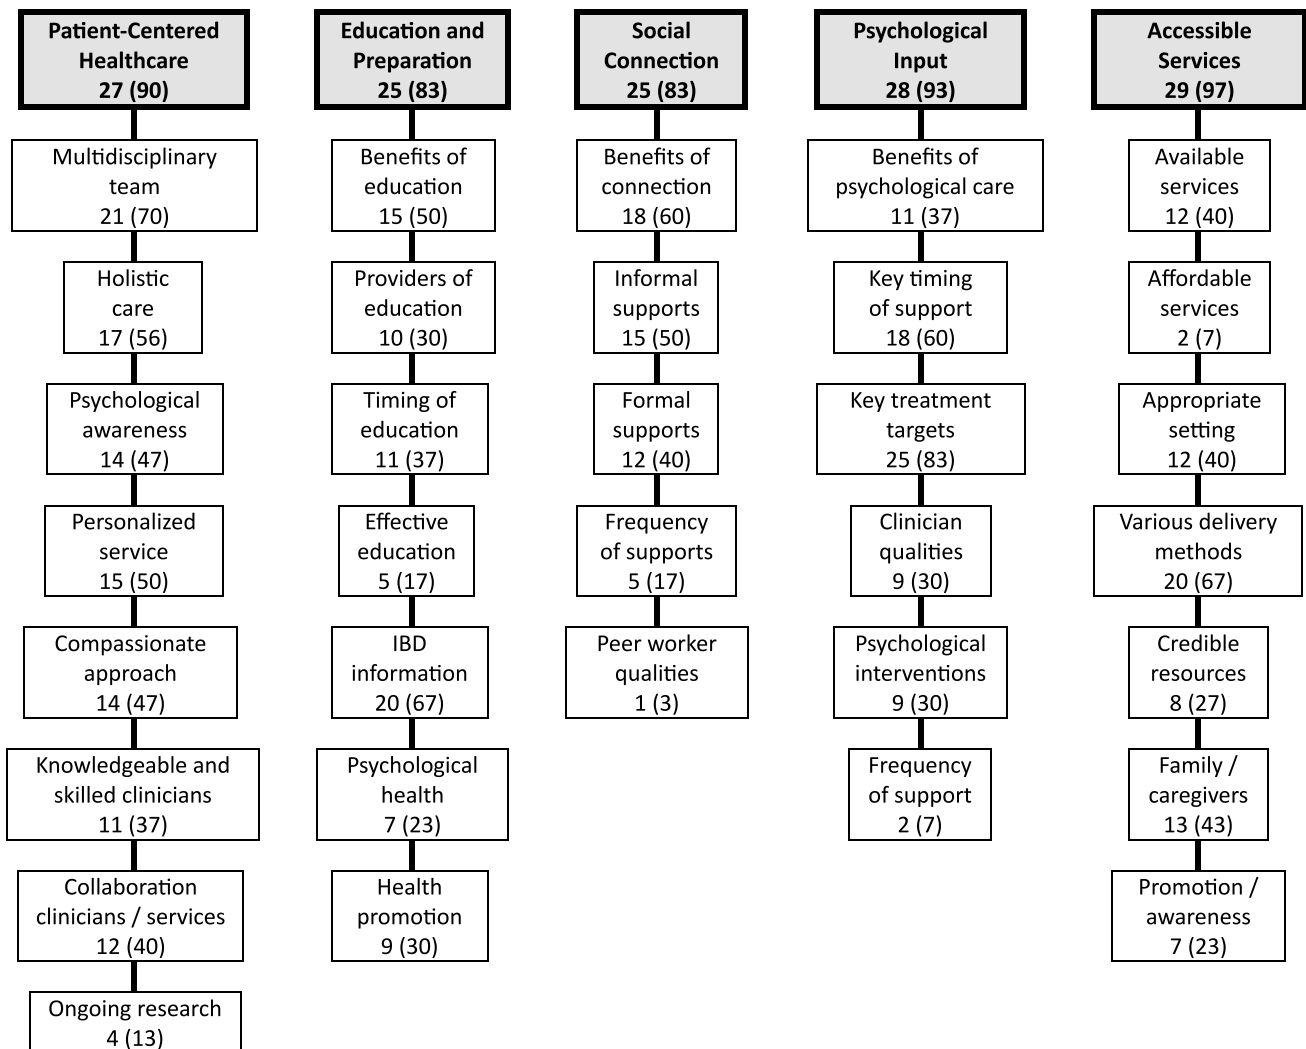 Patient-Centered
Healthcare
27 (90)
Multidisciplinary
team
21 (70)
Holistic
care
17 (56)
Psychological
awareness
14 (47)
Personalized
service
15 (50)
Compassionate
approach
14 (47)
Knowledgeable and
skilled clinicians
11 (37)
Collaboration
clinicians / services
12 (40)
Ongoing research
4 (13)
Education and
Preparation
25 (83)
Benefits of
education
15 (50)
Providers of
education
10 (30)
Timing of
education
11 (37)
Effective
education
5 (17)
IBD
information
20 (67)
Psychological
health
7 (23)
Health
promotion
9 (30)
Social
Connection
25 (83)
Benefits of
connection
18 (60)
Informal
supports
15 (50)
Formal
supports
12 (40)
Frequency
of supports
5 (17)
Peer worker
qualities
1 (3)
Psychological
Input
28 (93)
Benefits of
psychological care
11 (37)
Key timing
of support
18 (60)
Key treatment
targets
25 (83)
Clinician
qualities
9 (30)
Psychological
interventions
9 (30)
Frequency
of support
2 (7)
Accessible
Services
29 (97)
Available
services
12 (40)
Affordable
services
2 (7)
Appropriate
setting
12 (40)
Various delivery
methods
20 (67)
Credible
resources
8 (27)
Family /
caregivers
13 (43)
Promotion /
awareness
7 (23)